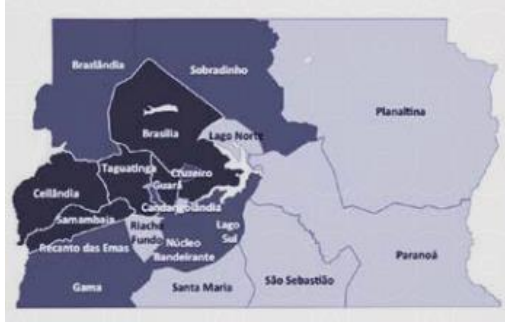 Brazlândia
Sobradinho
Planaltina
Brasília
Lago Norte
Taguatinga
Cruzeiro
Guará
Ceilândia
Candangolândia
Samambaia
Riacho
Fundo
Lago
Sul
Recanto das Emas
Núcleo
Bandeirante
Paranoá
São Sebastião
Gama
Santa Maria